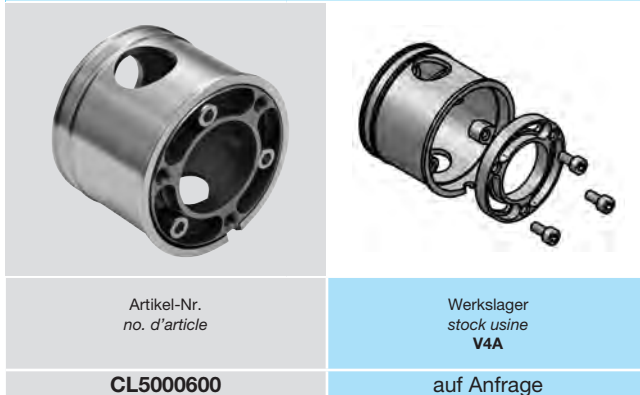 Artikel-Nr.
no. d’article
Werkslager
stock usine
V4A
CL5000600
auf Anfrage